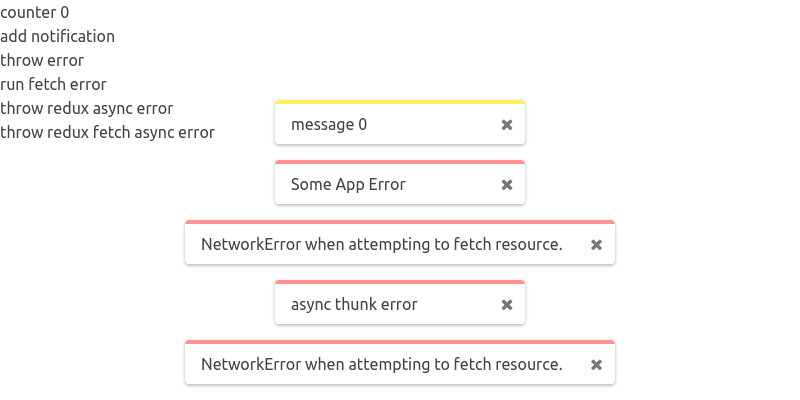 counter 0
add notification
throw error
run fetch error
throw redux async error
throw redux fetch async error
message 0 ✖
Some App Error ✖
NetworkError when attempting to fetch resource. ✖
async thunk error ✖
NetworkError when attempting to fetch resource. ✖